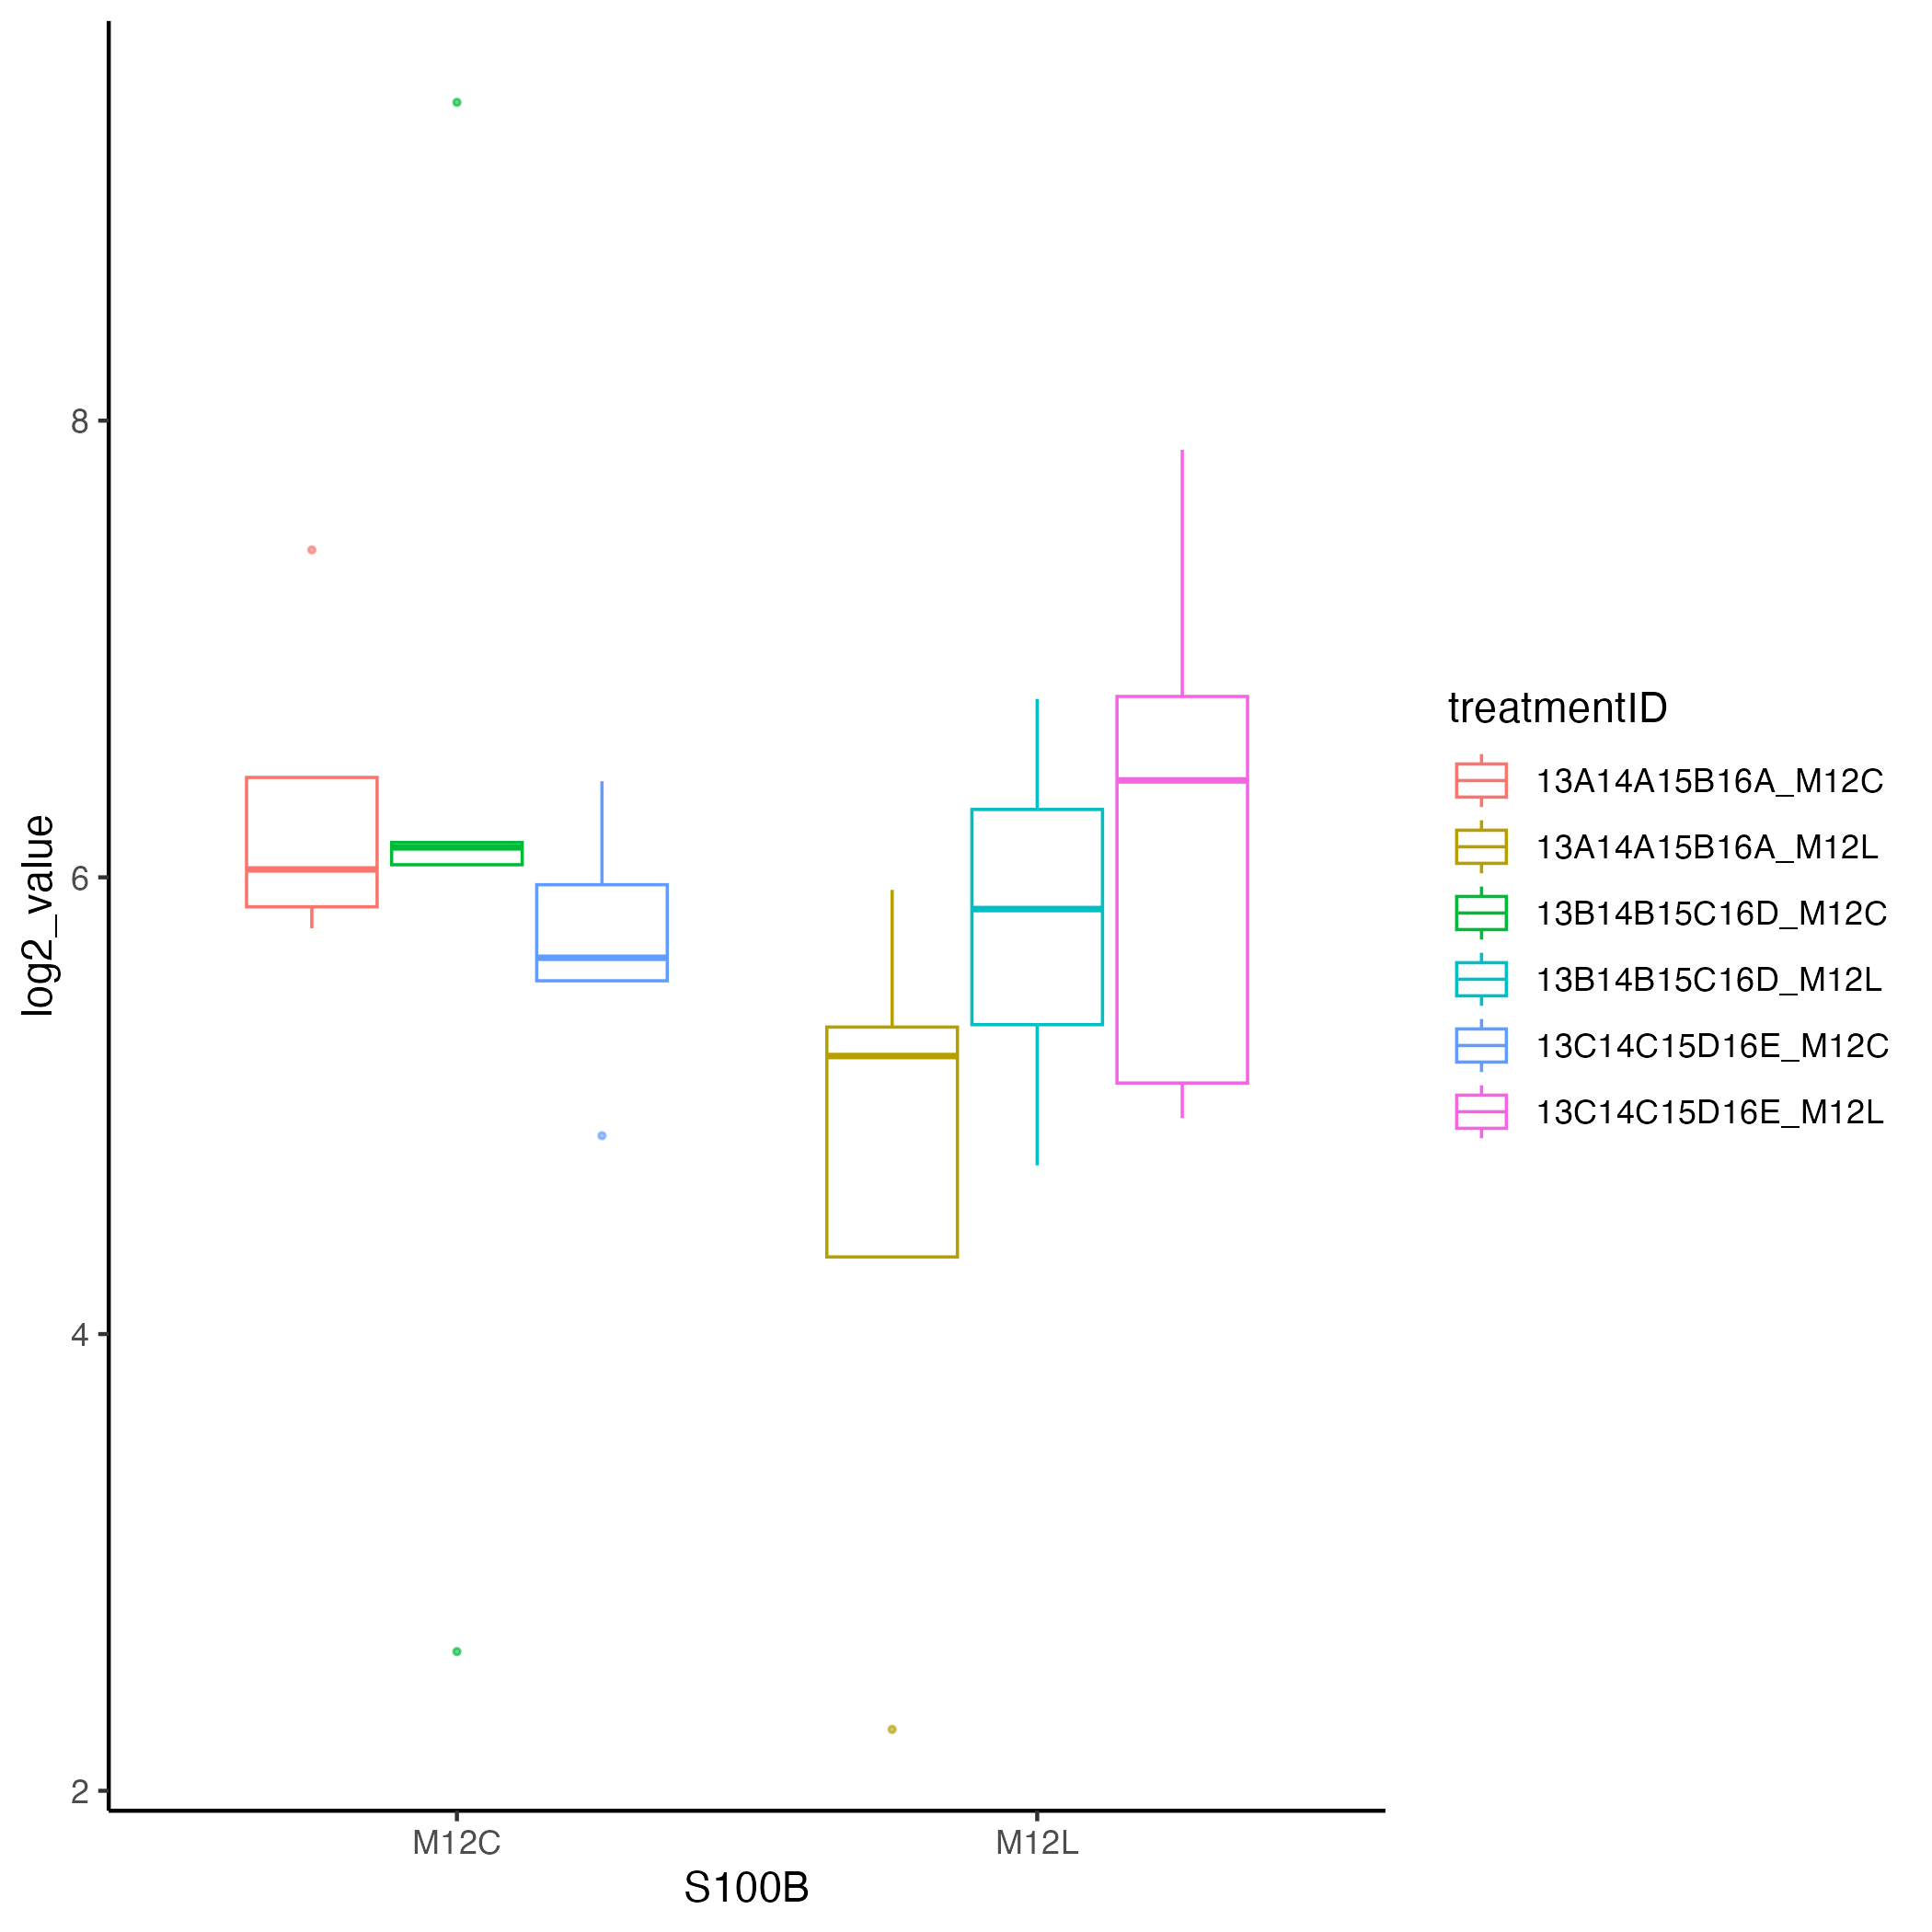 log2_value
8
6
4
2
M12C
M12L
S100B
treatmentID
13A14A15B16A_M12C
13A14A15B16A_M12L
13B14B15C16D_M12C
13B14B15C16D_M12L
13C14C15D16E_M12C
13C14C15D16E_M12L